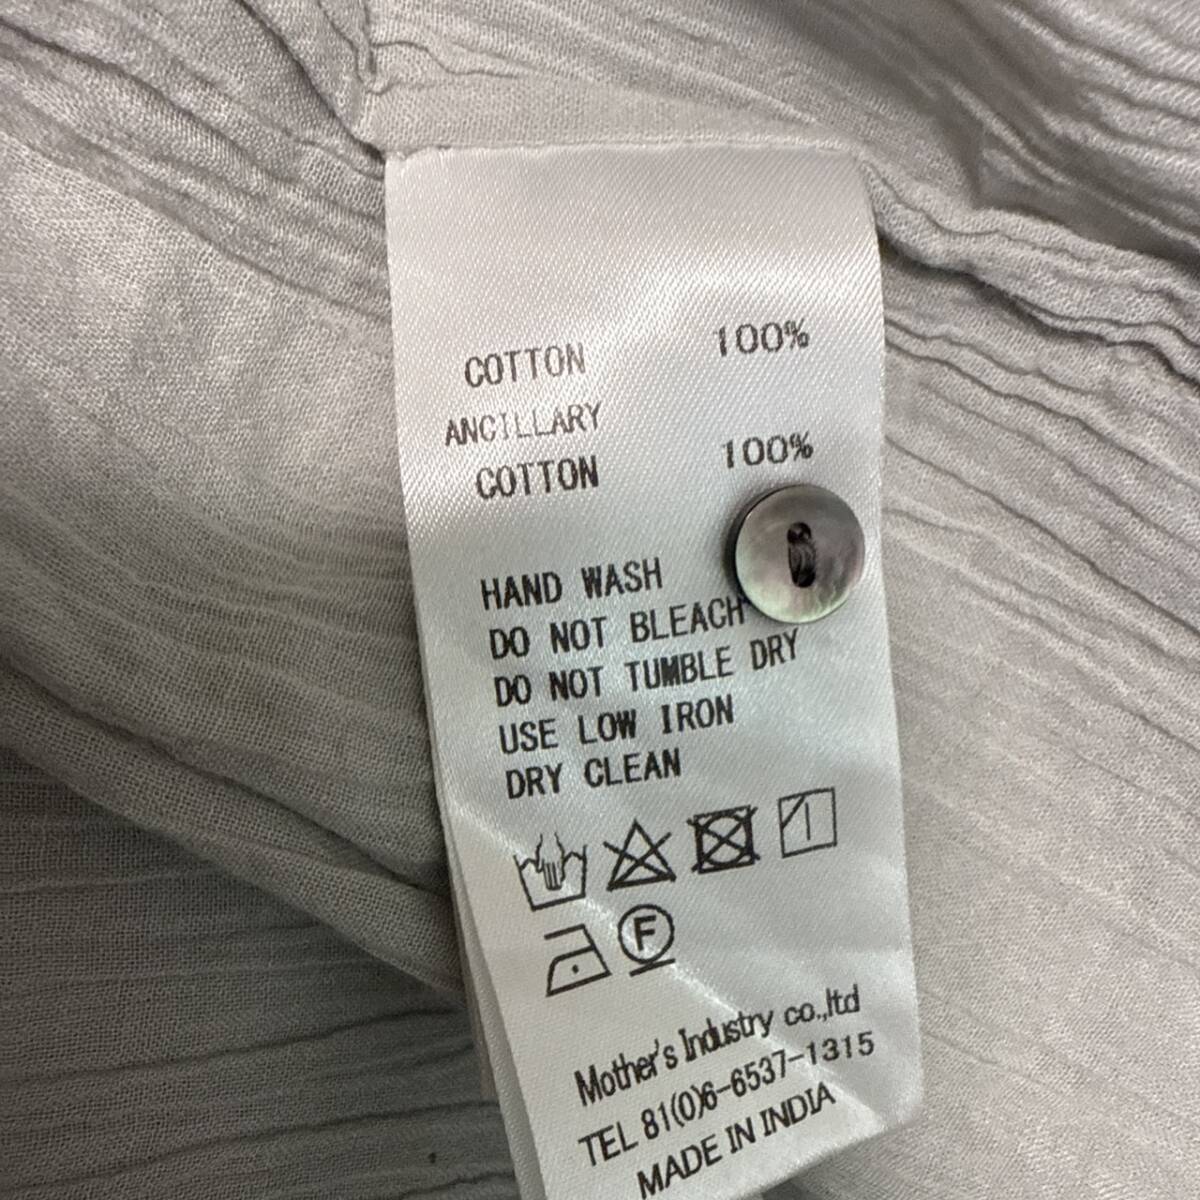 COTTON 100%
ANCILLARY
COTTON 100%
HAND WASH
DO NOT BLEACH
DO NOT TUMBLE DRY
USE LOW IRON
DRY CLEAN
F
Mother's Industry co.,ltd
TEL 81(0)6-6537-1315
MADE IN INDIA